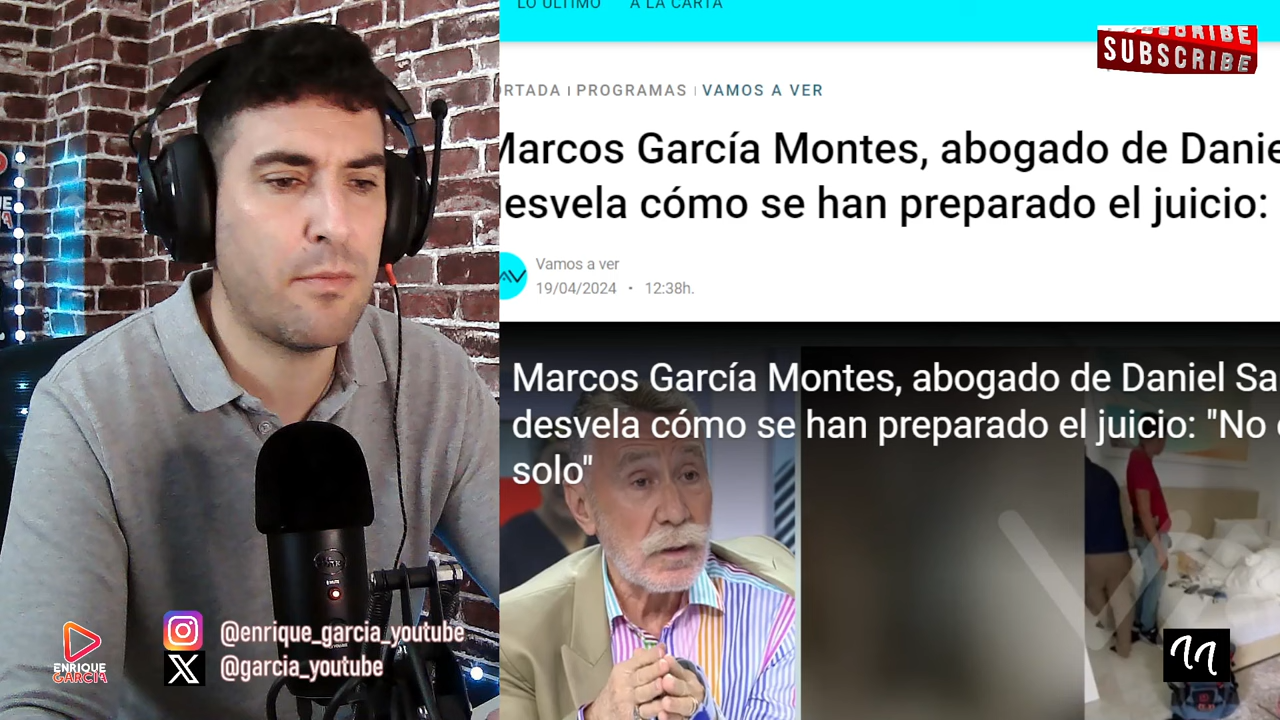 LO ÚLTIMO A LA CARTA
SUBSCRIBE
SUBSCRIBE
RTADA | PROGRAMAS | VAMOS A VER
Marcos García Montes, abogado de Danie
esvela cómo se han preparado el juicio:
Vamos a ver
19/04/2024 • 12:38h.
Marcos García Montes, abogado de Daniel Sa
desvela cómo se han preparado el juicio: "No
solo"
@enrique_garcia_youtube
@garcia_youtube
ENRIQUE
GARCIA